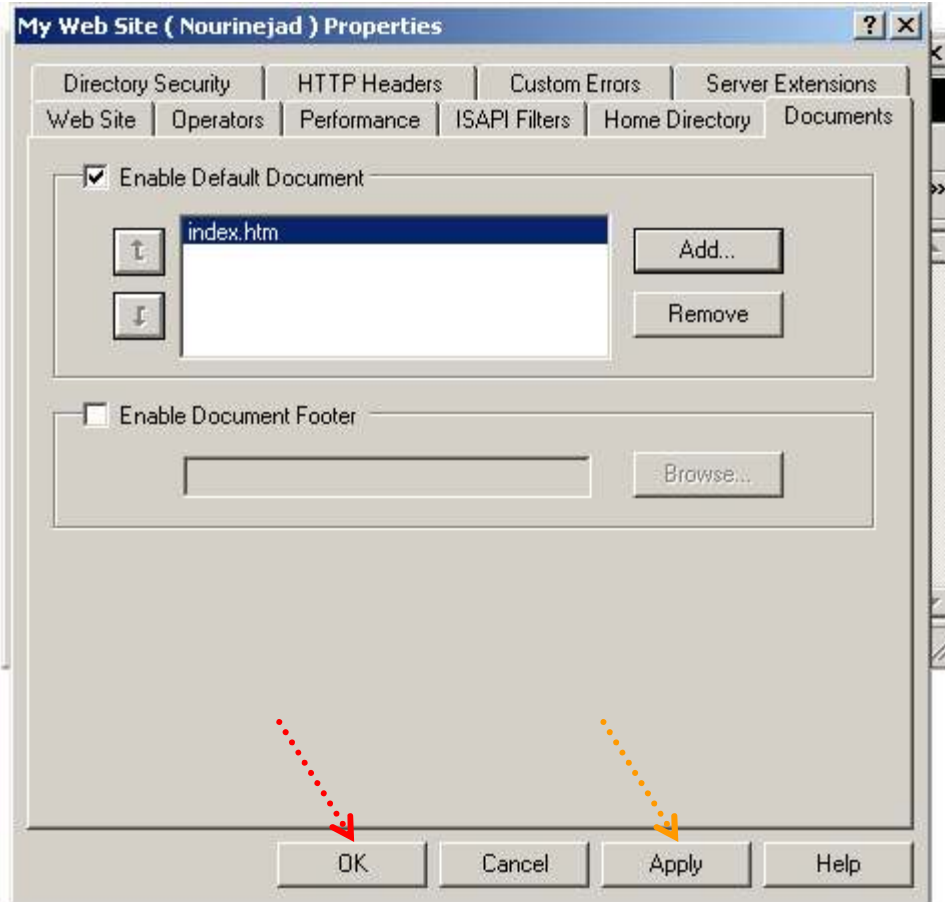 My Web Site ( Nourinejad ) Properties
Directory Security HTTP Headers Custom Errors Server Extensions
Web Site Operators Performance ISAPI Filters Home Directory Documents
Enable Default Document
index.htm
Add...
Remove
Enable Document Footer
Browse...
OK Cancel Apply Help